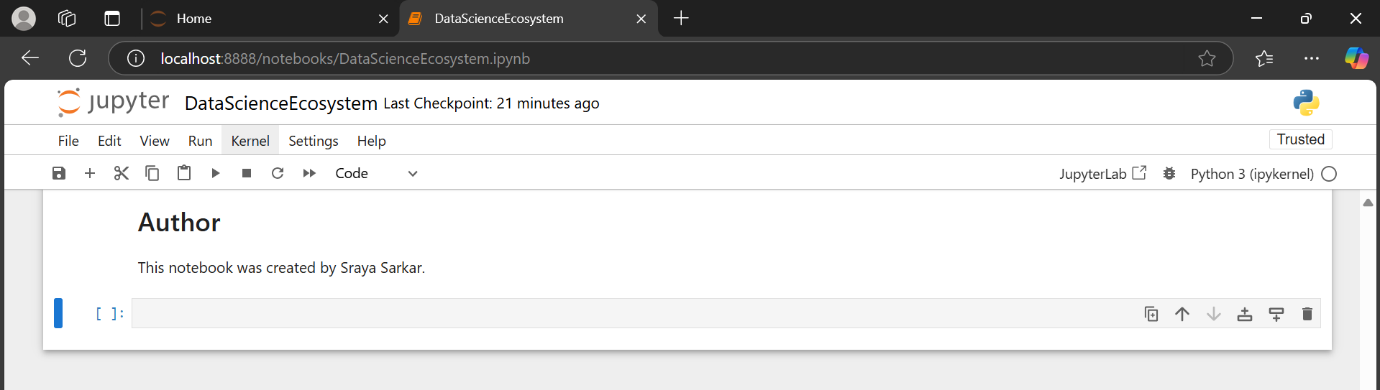 Home
DataScienceEcosystem
localhost:8888/notebooks/DataScienceEcosystem.ipynb
jupyter DataScienceEcosystem Last Checkpoint: 21 minutes ago
File Edit View Run Kernel Settings Help Trusted
Code JupyterLab Python 3 (ipykernel)
Author
This notebook was created by Sraya Sarkar.
[ ]: